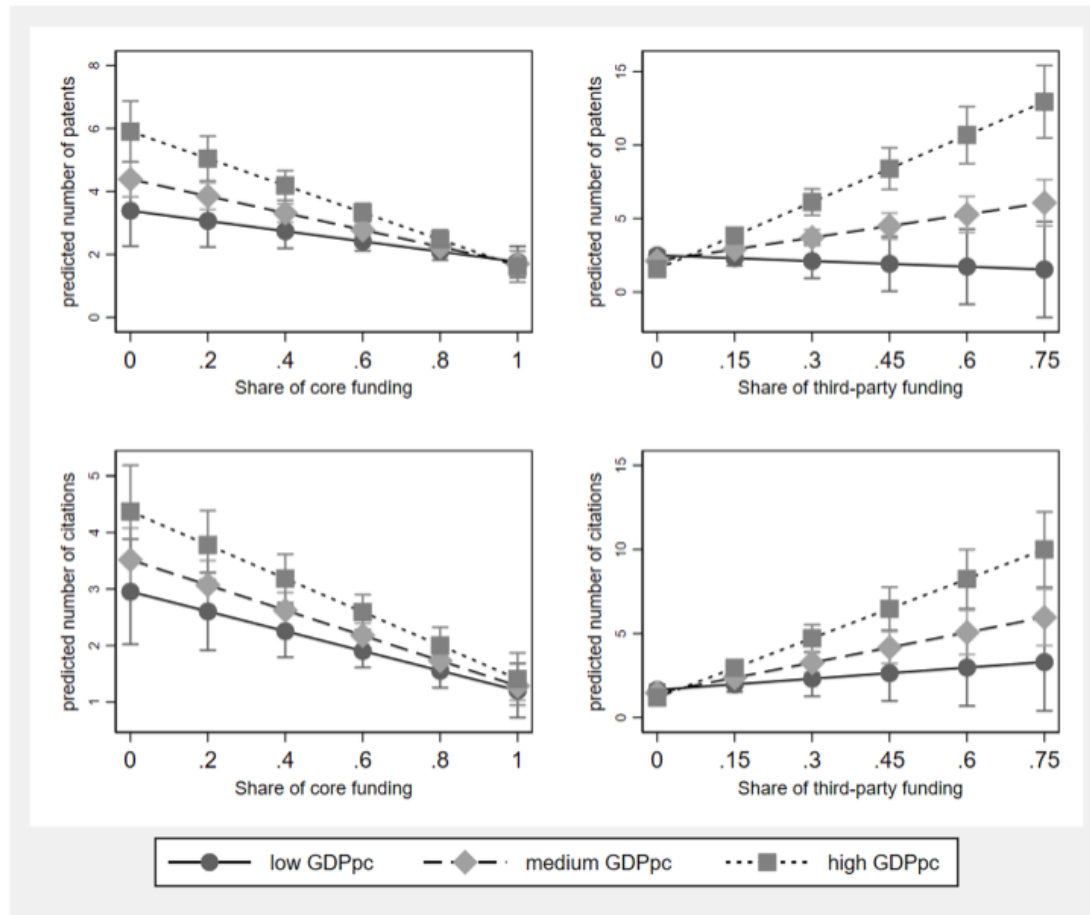 predicted number of patents
8
6
4
2
0
0 .2 .4 .6 .8 1
Share of core funding
predicted number of patents
15
10
5
0
0 .15 .3 .45 .6 .75
Share of third-party funding
predicted number of citations
5
4
3
2
1
0 .2 .4 .6 .8 1
Share of core funding
predicted number of citations
15
10
5
0
0 .15 .3 .45 .6 .75
Share of third-party funding
low GDPpc medium GDPpc high GDPpc